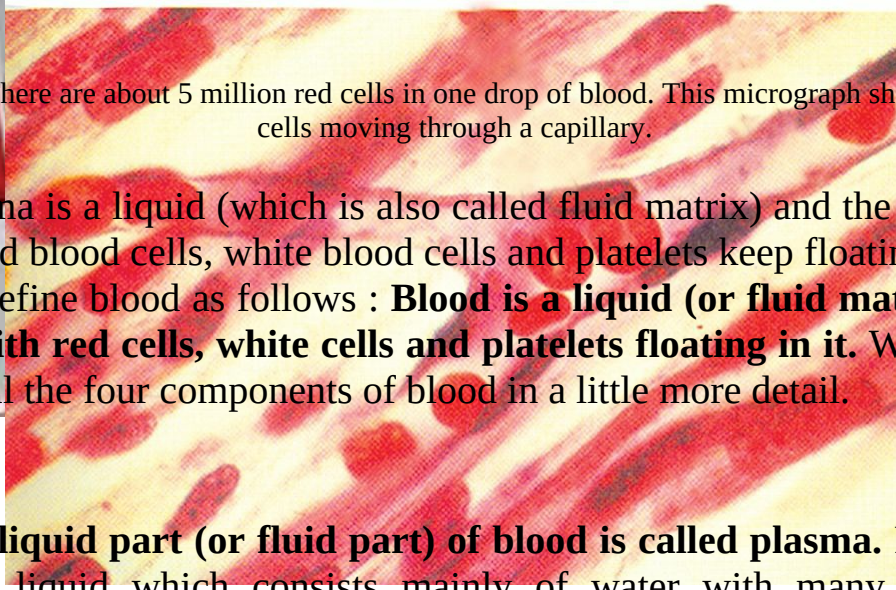 here are about 5 million red cells in one drop of blood. This micrograph sh
cells moving through a capillary.
na is a liquid (which is also called fluid matrix) and the
d blood cells, white blood cells and platelets keep floatin
efine blood as follows : Blood is a liquid (or fluid mat
ith red cells, white cells and platelets floating in it. W
l the four components of blood in a little more detail.
liquid part (or fluid part) of blood is called plasma.
liquid which consists mainly of water with many